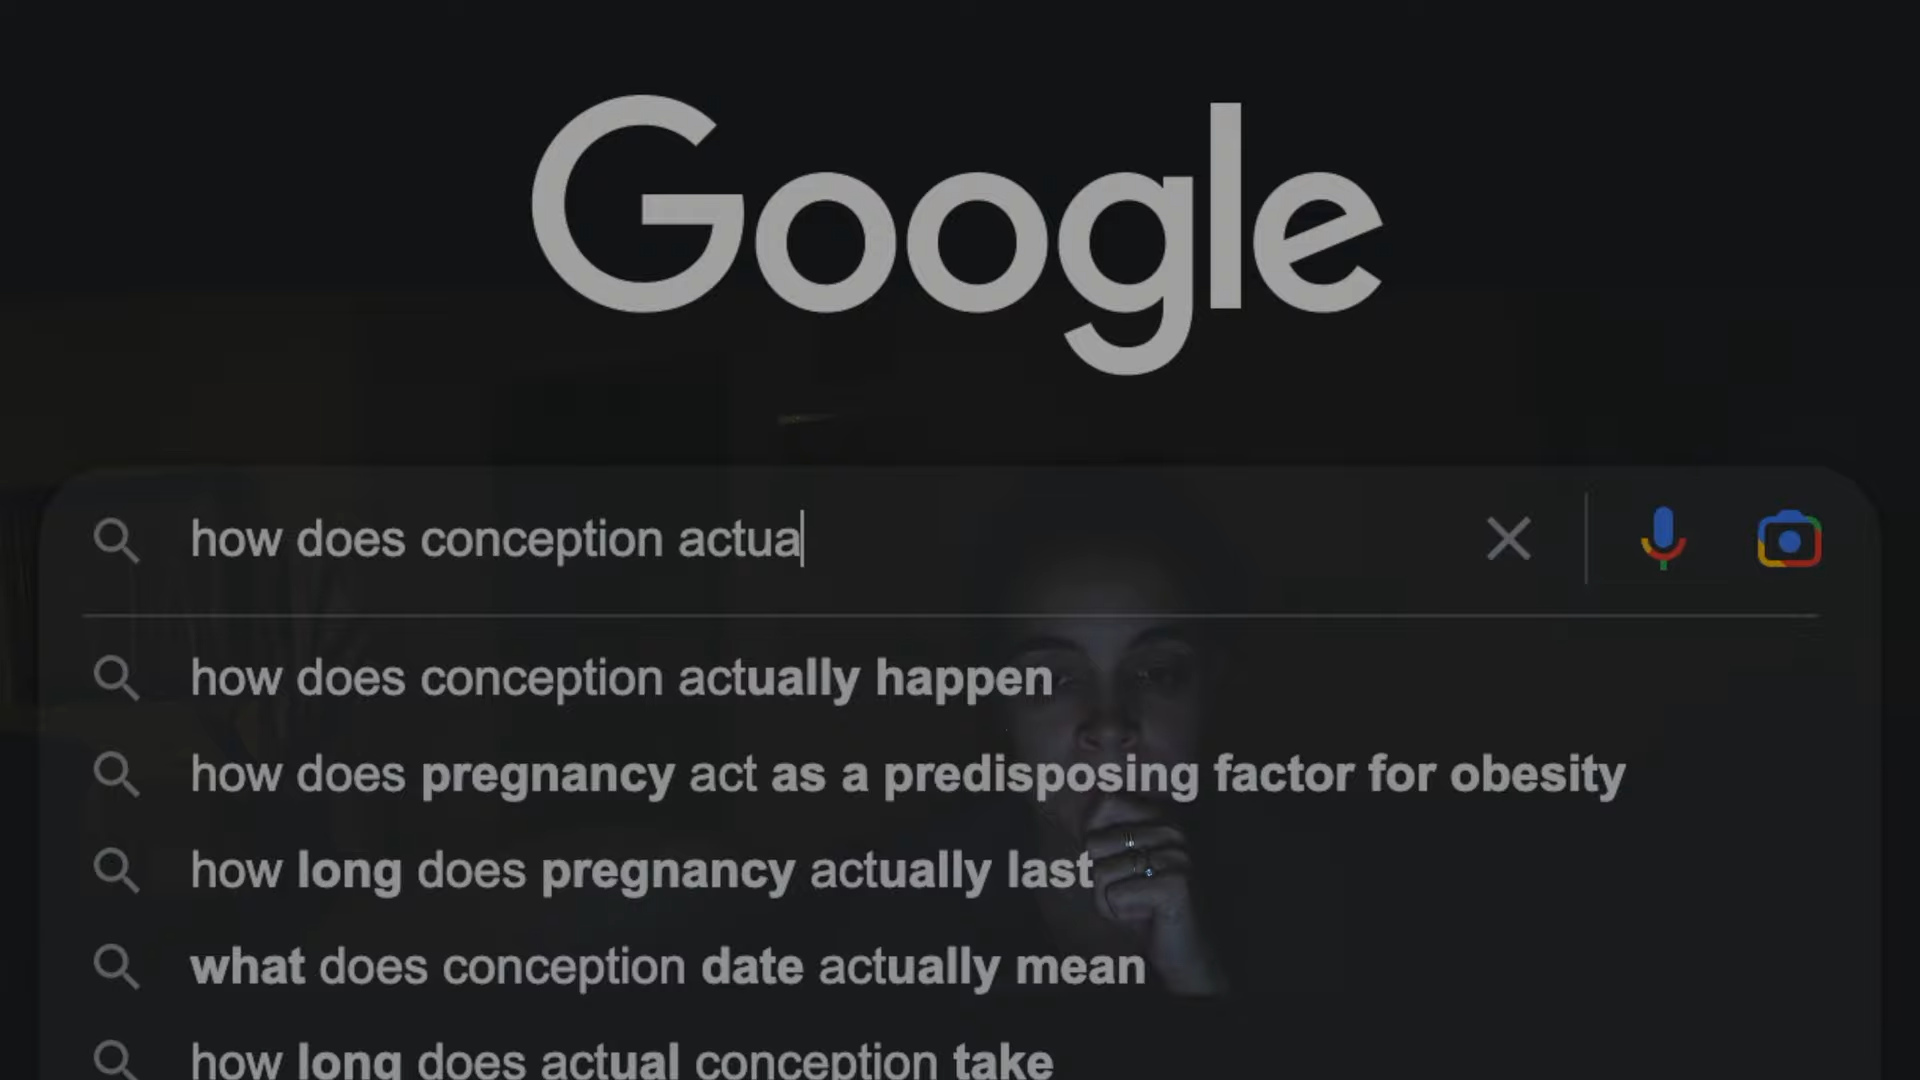 Google
how does conception actua
how does conception actually happen
how does pregnancy act as a predisposing factor for obesity
how long does pregnancy actually last
what does conception date actually mean
how long does actual conception take